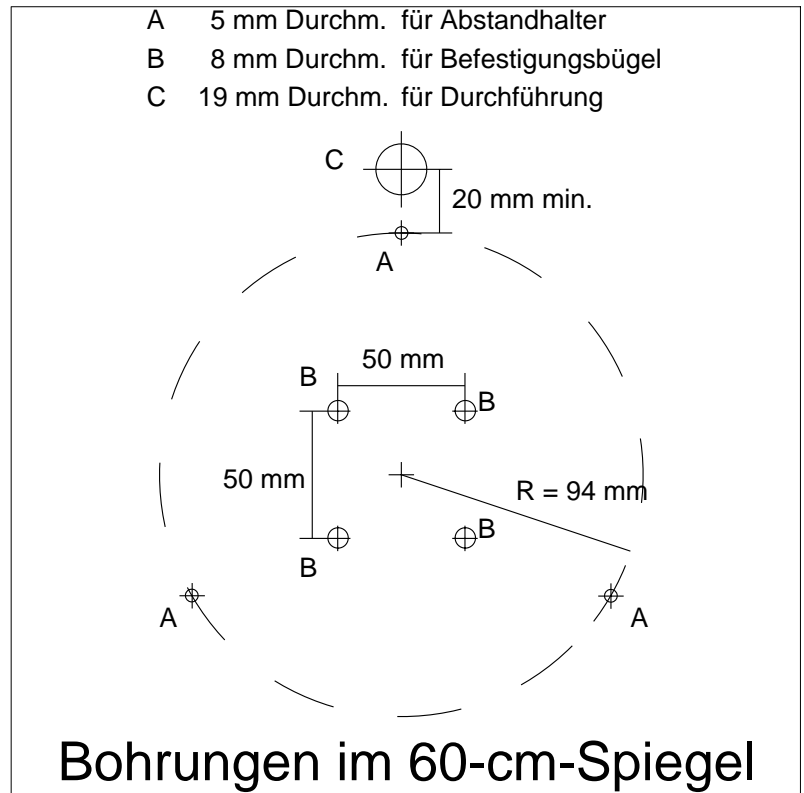 A 5 mm Durchm. für Abstandhalter
B 8 mm Durchm. für Befestigungsbügel
C 19 mm Durchm. für Durchführung
C
20 mm min.
A
50 mm
B
B
50 mm
R = 94 mm
B
B
A
A
Bohrungen im 60-cm-Spiegel